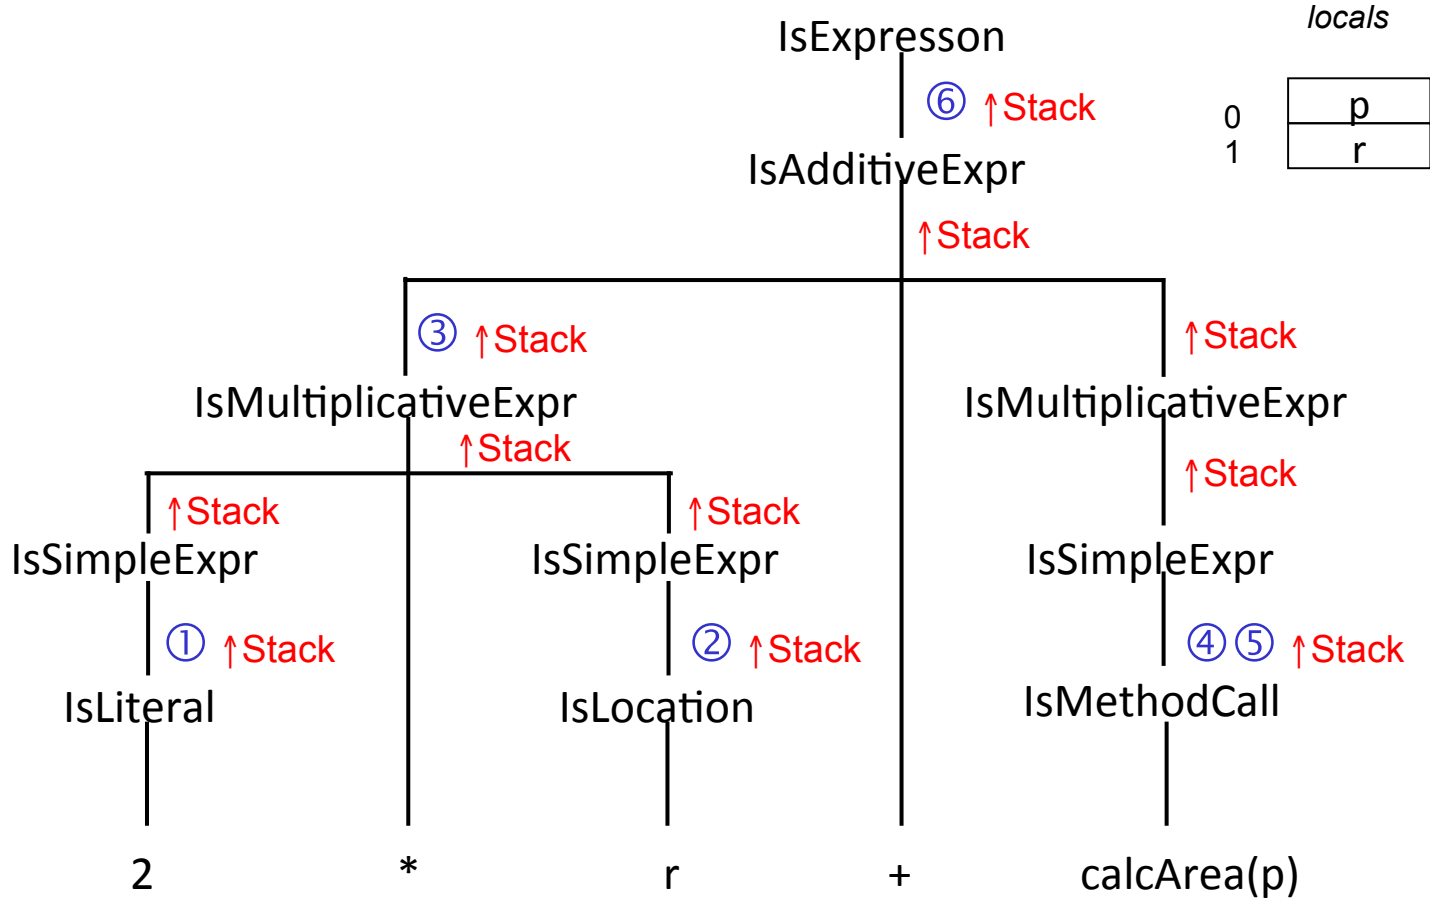 locals
IsExpresson
⑥ ↑Stack
0 p
1 r
IsAdditiveExpr
↑Stack
③ ↑Stack
↑Stack
IsMultiplicativeExpr
IsMultiplicativeExpr
↑Stack
↑Stack
↑Stack
↑Stack
IsSimpleExpr
IsSimpleExpr
IsSimpleExpr
① ↑Stack
② ↑Stack
④⑤ ↑Stack
IsLiteral
IsLocation
IsMethodCall
2 * r + calcArea(p)